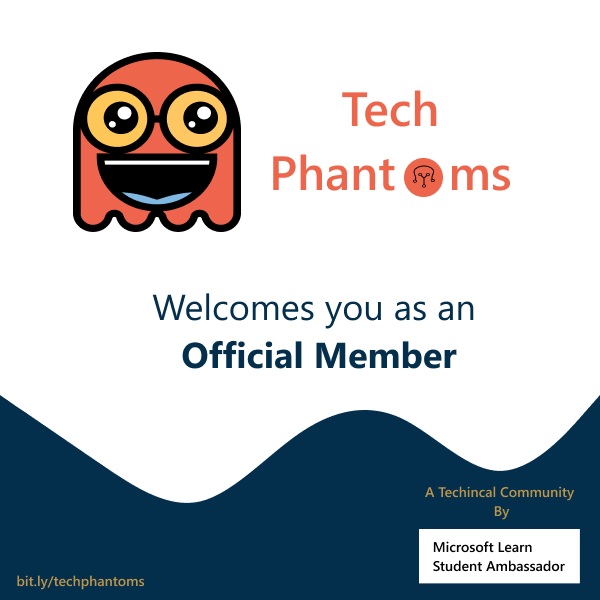 Tech
Phantoms
Welcomes you as an
Official Member
A Techincal Community
By
Microsoft Learn
Student Ambassador
bit.ly/techphantoms